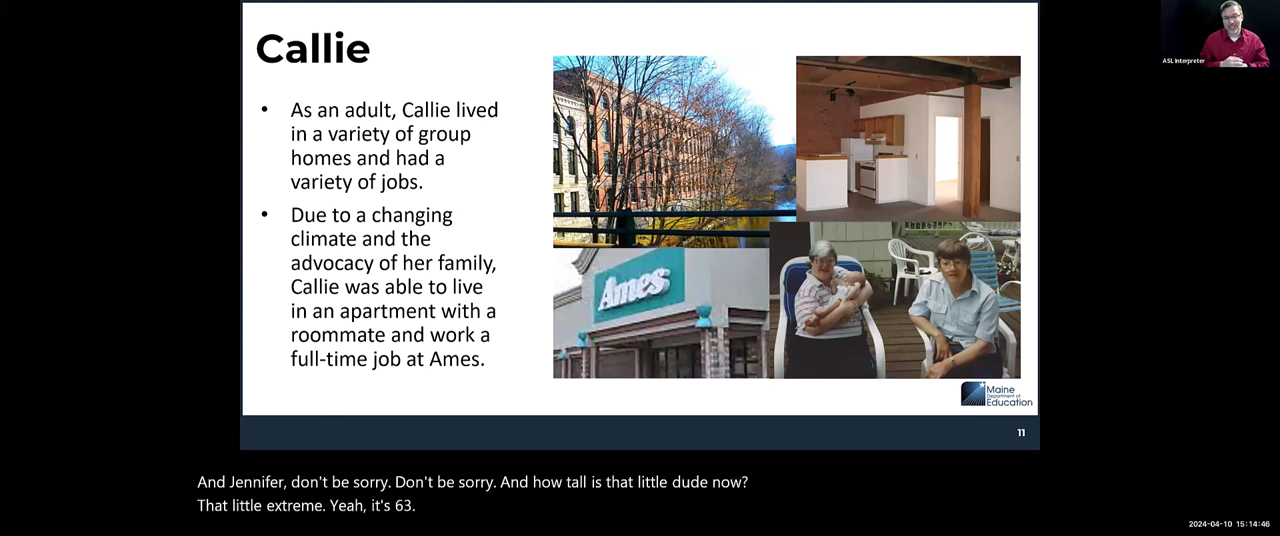 Callie
• As an adult, Callie lived
in a variety of group
homes and had a
variety of jobs.
• Due to a changing
climate and the
advocacy of her family,
Callie was able to live
in an apartment with a
roommate and work a
full-time job at Ames.
Ames
Maine
Department of
Education
11
ASL Interpreter
And Jennifer, don't be sorry. Don't be sorry. And how tall is that little dude now?
That little extreme. Yeah, it's 63.
2024-04-10 15:14:46